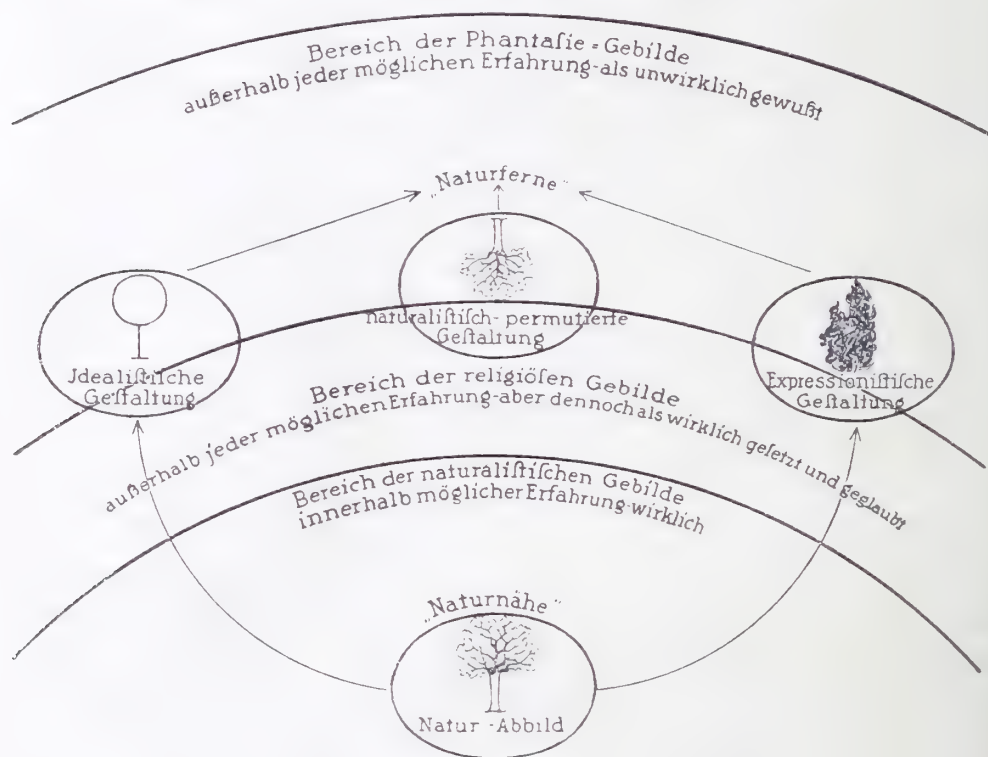 Bereich der Phantaſie = Gebilde
außerhalb jeder möglichen Erfahrung-als unwirklich gewußt
„Naturferne“
naturaliſtiſch- permutierte
Geſtaltung
Jdealiſtiſche
Geſtaltung
Expreſſioniſtiſche
Geſtaltung
Bereich der religiöſen Gebilde
außerhalb jeder möglichen Erfahrung-aber dennoch als wirklich geſetzt und geglaubt
Bereich der naturaliſtiſchen Gebilde
innerhalb möglicher Erfahrung-wirklich
„Naturnähe“
Natur - Abbild